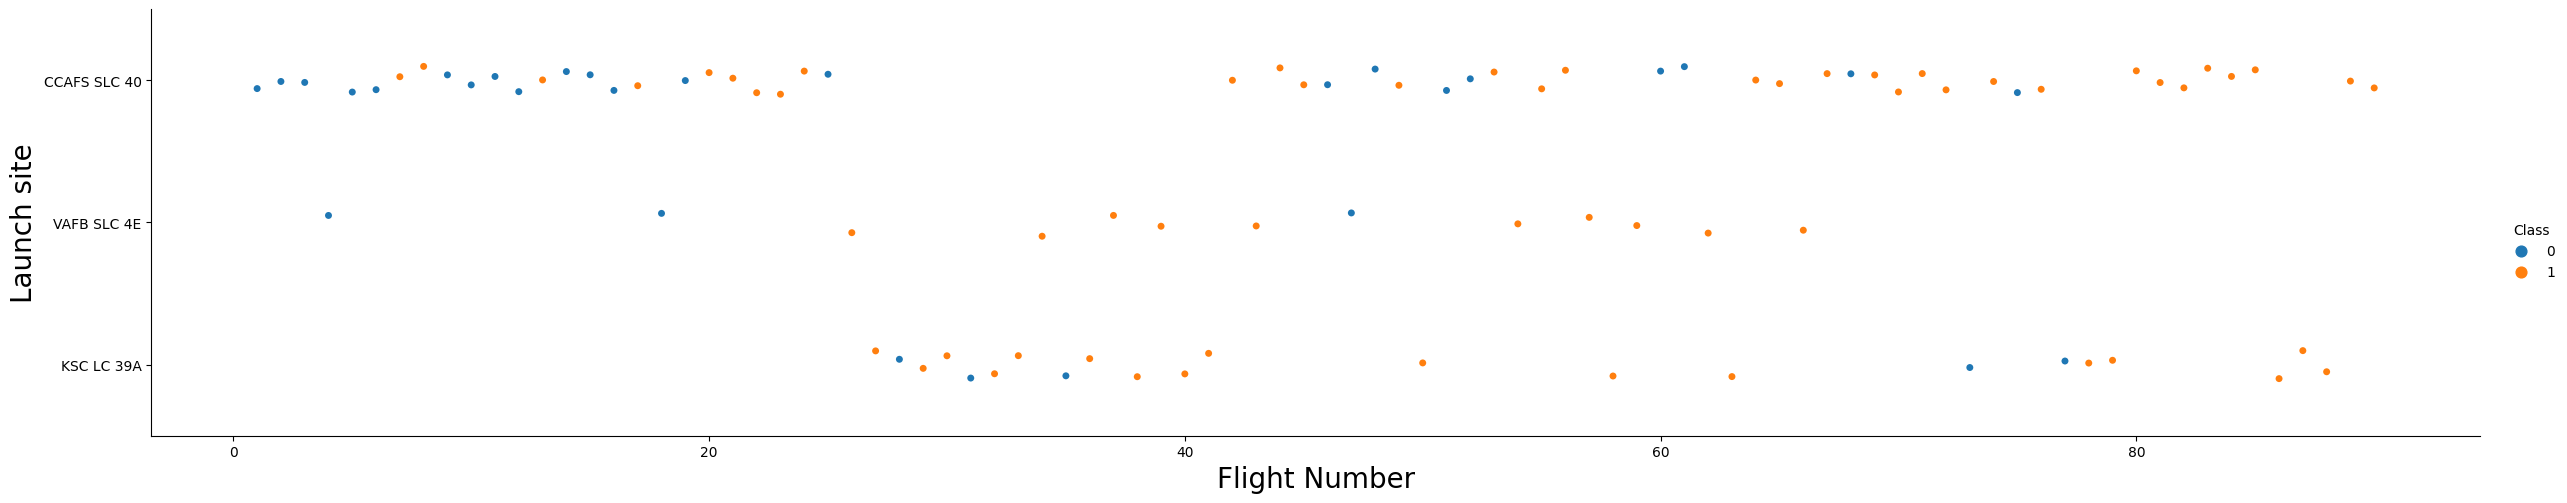 CCAFS SLC 40
VAFB SLC 4E
KSC LC 39A
Launch site
0 20 40 60 80
Flight Number
Class
0
1